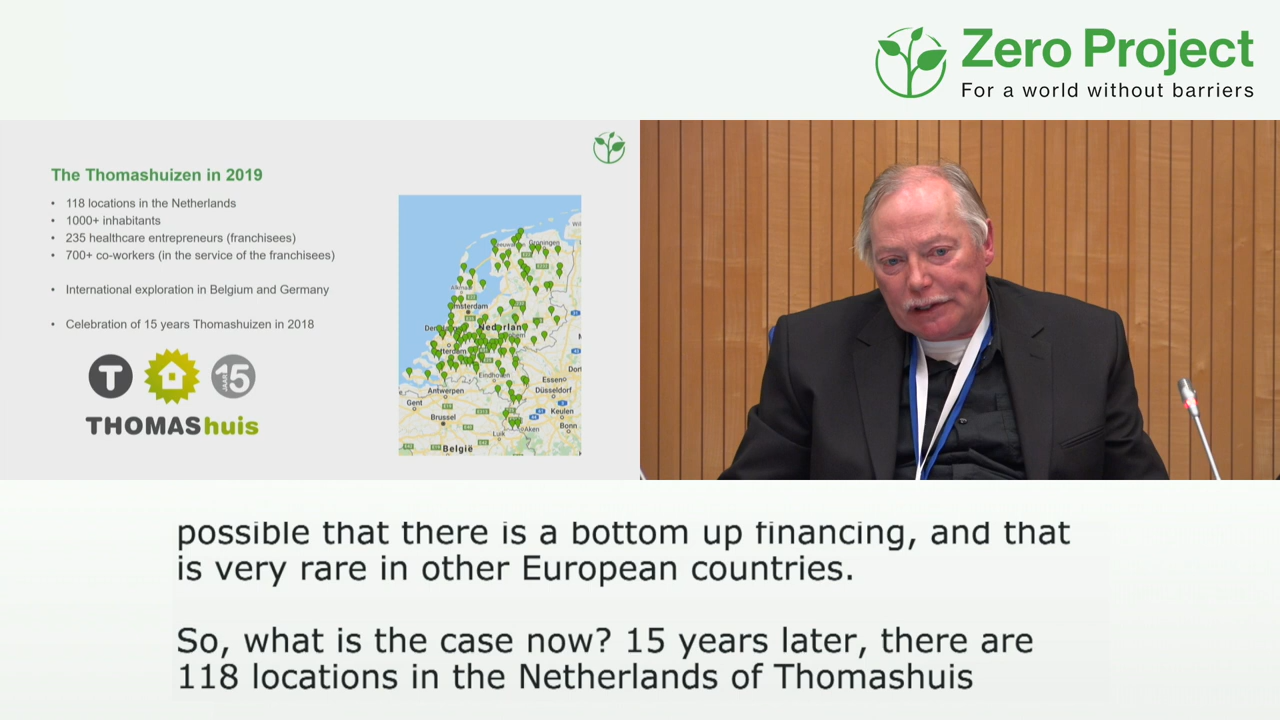 Zero Project
For a world without barriers
The Thomashuizen in 2019
• 118 locations in the Netherlands
• 1000+ inhabitants
• 235 healthcare entrepreneurs (franchisees)
• 700+ co-workers (in the service of the franchisees)
• International exploration in Belgium and Germany
• Celebration of 15 years Thomashuizen in 2018
T
JAAR 15
THOMAShuis
Groningen
Nederlan
Eindhoven
Essen
Düsseldorf
Antwerpen
Gent
Brussel
Keulen
Luik
Aken
Bonn
België
possible that there is a bottom up financing, and that
is very rare in other European countries.
So, what is the case now? 15 years later, there are
118 locations in the Netherlands of Thomashuis